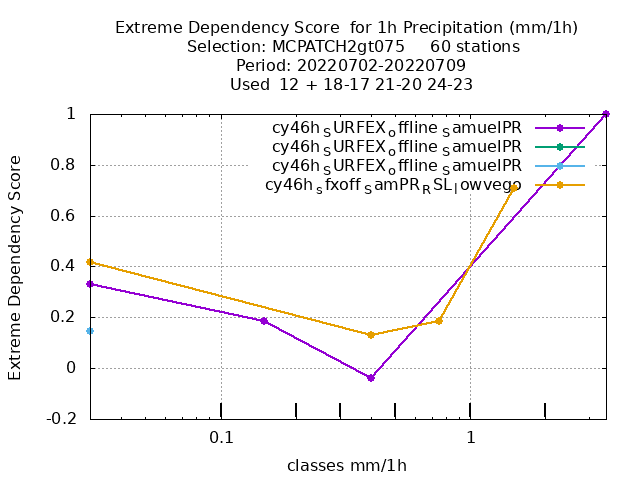 Extreme Dependency Score  for 1h Precipitation (mm/1h)
Selection: MCPATCH2gt075     60 stations
Period: 20220702-20220709
Used  12 + 18-17 21-20 24-23
cy46h_SURFEX_offline_SamuelPR
cy46h_SURFEX_offline_SamuelPR
cy46h_SURFEX_offline_SamuelPR
cy46h_sfxoff_SamPR_RSL_lowvego
Extreme Dependency Score
1
0.8
0.6
0.4
0.2
0
-0.2
0.1
1
classes mm/1h